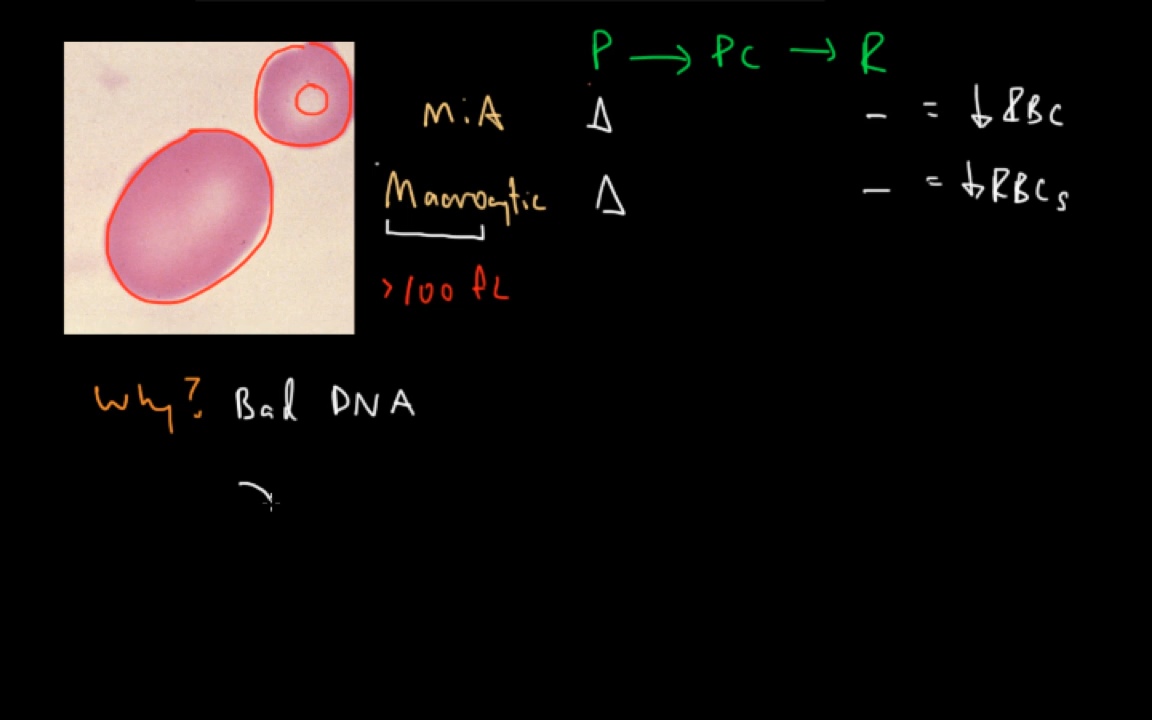 P → PC → R
MiA Δ - = ↓ RBC
Macrocytic Δ - = ↓ RBCs
>100 fL
Why? Bad DNA